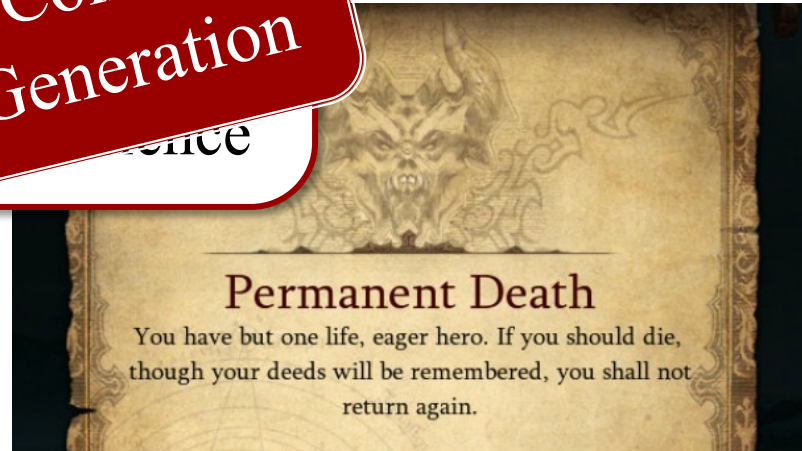 Generation
Permanent Death
You have but one life, eager hero. If you should die,
though your deeds will be remembered, you shall not
return again.